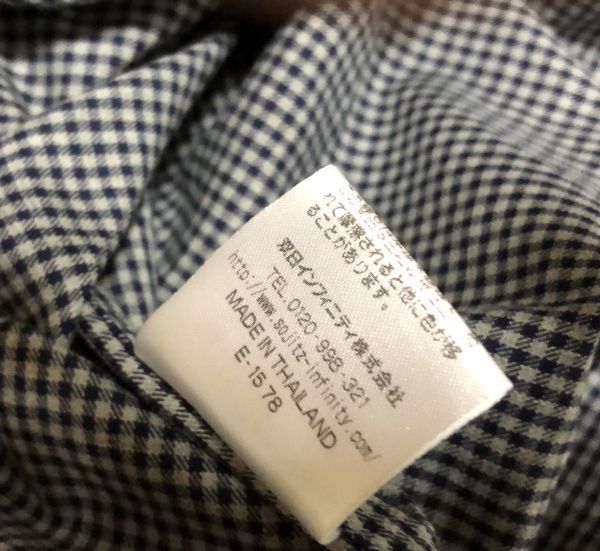 れて摩擦されると他に色が移
ることがあります。
双日インフィニティ株式会社
TEL.0120-998-321
http://www.sojitz-infinity.com/
MADE IN THAILAND
E-1578